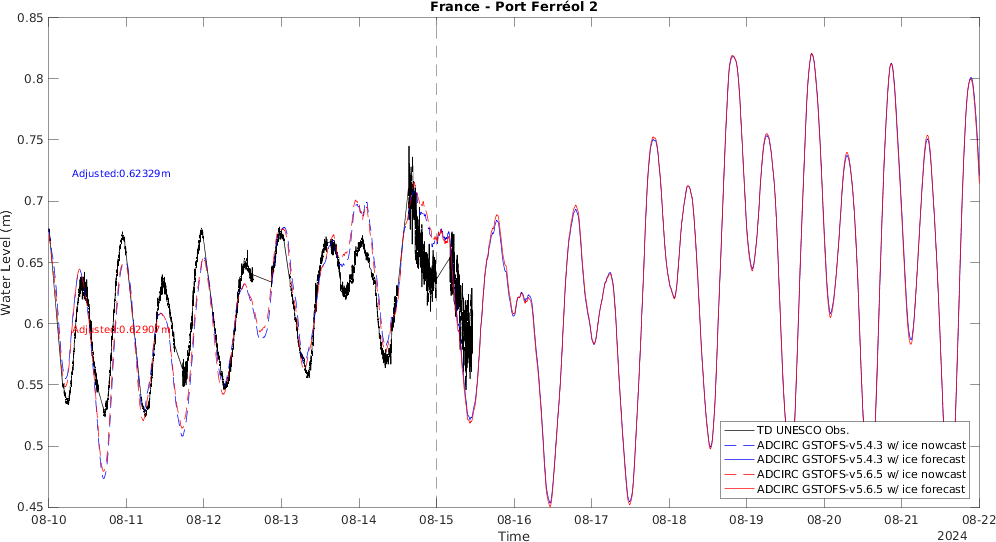 France - Port Ferréol 2
0.85
0.8
0.75
0.7
0.65
0.6
0.55
0.5
0.45
Water Level (m)
Adjusted:0.62329m
Adjusted:0.62907m
TD UNESCO Obs.
ADCIRC GSTOFS-v5.4.3 w/ ice nowcast
ADCIRC GSTOFS-v5.4.3 w/ ice forecast
ADCIRC GSTOFS-v5.6.5 w/ ice nowcast
ADCIRC GSTOFS-v5.6.5 w/ ice forecast
08-10 08-11 08-12 08-13 08-14 08-15 08-16 08-17 08-18 08-19 08-20 08-21 08-22
Time
2024